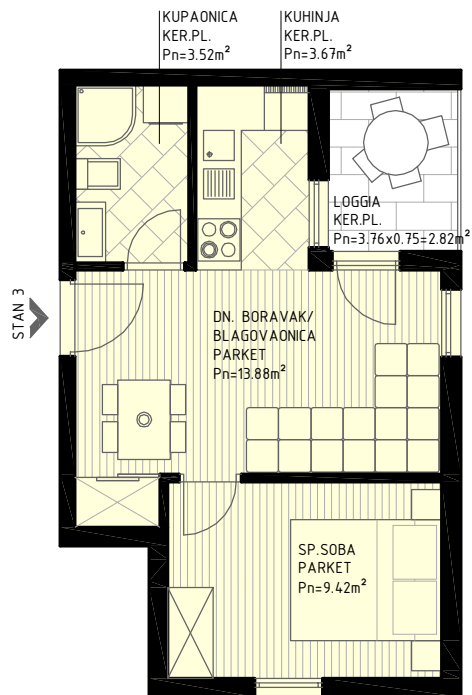 KUPAONICA
KER.PL.
Pn=3.52m²
KUHINJA
KER.PL.
Pn=3.67m²
LOGGIA
KER.PL.
Pn=3.76x0.75=2.82m²
STAN 3
DN. BORAVAK/
BLAGOVAONICA
PARKET
Pn=13.88m²
SP.SOBA
PARKET
Pn=9.42m²